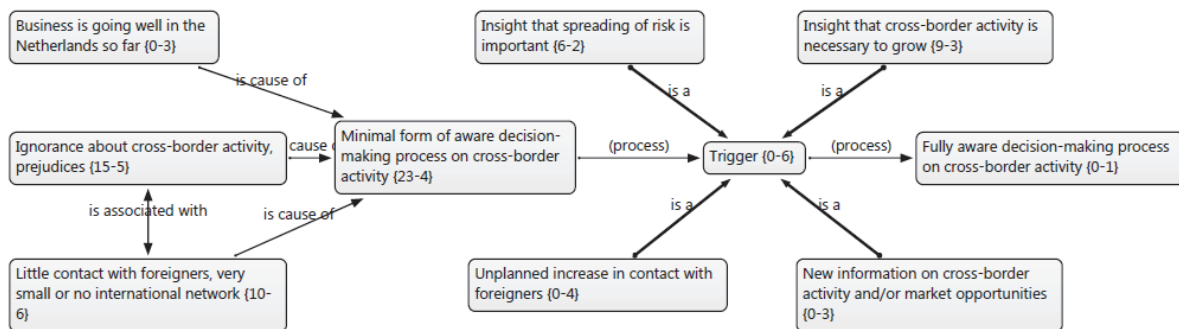 Business is going well in the
Netherlands so far {0-3}
Insight that spreading of risk is
important {6-2}
Insight that cross-border activity is
necessary to grow {9-3}
is cause of
is a
is a
Ignorance about cross-border activity,
prejudices {15-5}
cause o
Minimal form of aware decision-
making process on cross-border
activity {23-4}
(process)
Trigger {0-6}
(process)
Fully aware decision-making process
on cross-border activity {0-1}
is associated with
is cause of
is a
is a
Little contact with foreigners, very
small or no international network {10-
6}
Unplanned increase in contact with
foreigners {0-4}
New information on cross-border
activity and/or market opportunities
{0-3}